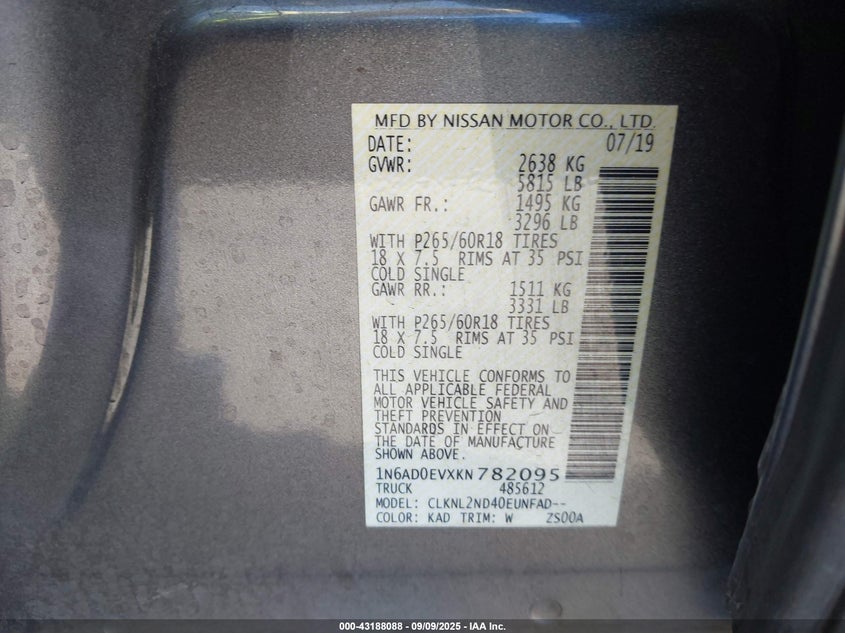 MFD BY NISSAN MOTOR CO., LTD.
DATE: 07/19
GVWR: 2638 KG
5815 LB
GAWR FR.: 1495 KG
3296 LB
WITH P265/60R18 TIRES
18 X 7.5 RIMS AT 35 PSI
COLD SINGLE
GAWR RR.: 1511 KG
3331 LB
WITH P265/60R18 TIRES
18 X 7.5 RIMS AT 35 PSI
COLD SINGLE
THIS VEHICLE CONFORMS TO
ALL APPLICABLE FEDERAL
MOTOR VEHICLE SAFETY AND
THEFT PREVENTION
STANDARDS IN EFFECT ON
THE DATE OF MANUFACTURE
SHOWN ABOVE.
1N6AD0EVXKN782095
TRUCK 485612
MODEL: CLKNL2ND40EUNFAD--
COLOR: KAD TRIM: W ZS00A
000-43188088 - 09/09/2025 - IAA Inc.